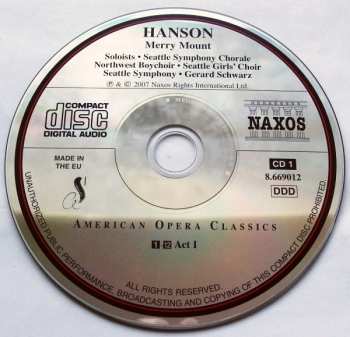 HANSON
Merry Mount
Soloists • Seattle Symphony Chorale
Northwest Boychoir • Seattle Girls' Choir
Seattle Symphony • Gerard Schwarz
℗ & © 2007 Naxos Rights International Ltd.
COMPACT
disc
DIGITAL AUDIO
NAXOS
MADE IN
THE EU
CD 1
8.669012
DDD
AMERICAN OPERA CLASSICS
1 12 Act I
ALL RIGHTS RESERVED.
UNAUTHORIZED PUBLIC PERFORMANCE, BROADCASTING AND COPYING OF THIS COMPACT DISC PROHIBITED.